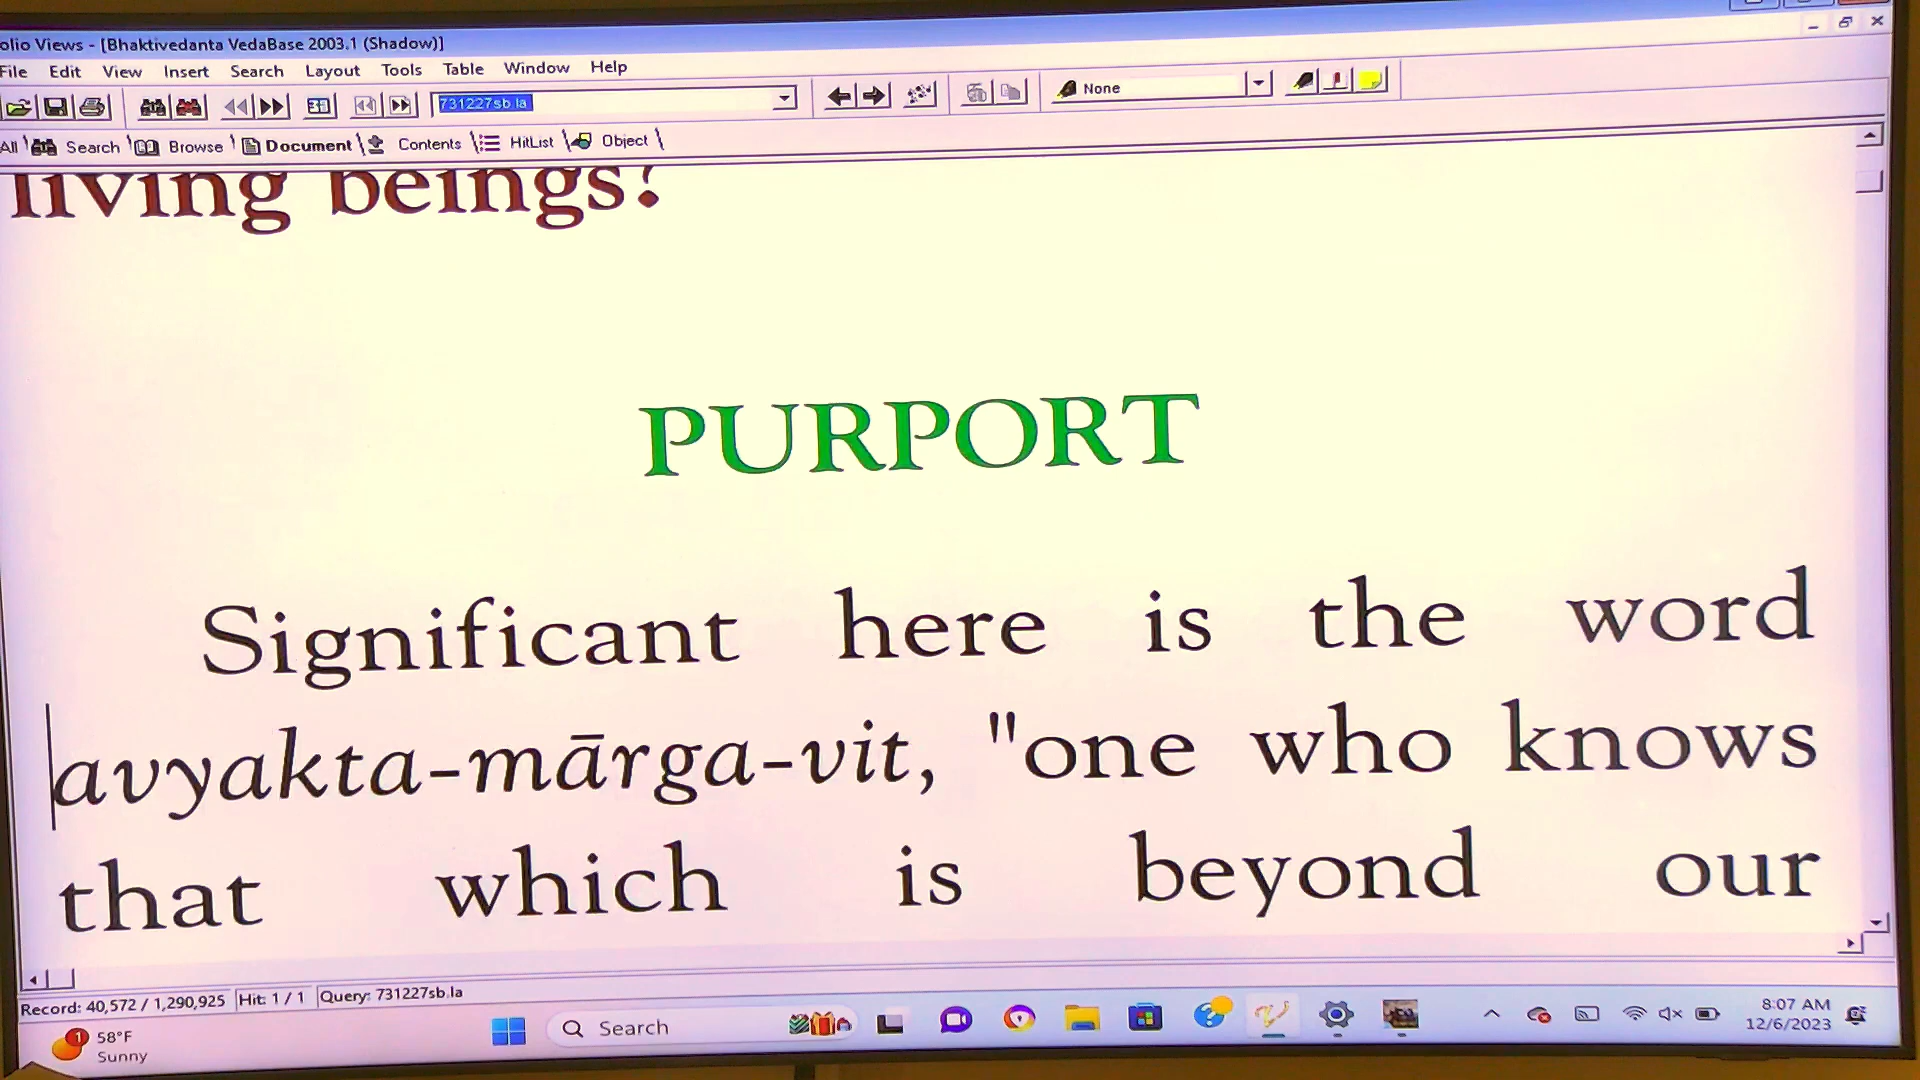 olio Views - [Bhaktivedanta VedaBase 2003.1 (Shadow)]
File Edit View Insert Search Layout Tools Table Window Help
731227sb.la
None
All Search Browse Document Contents HitList Object
living beings?
PURPORT
Significant here is the word
avyakta-mārga-vit, "one who knows
that which is beyond our
Record: 40,572 / 1,290,925 Hit: 1 / 1 Query: 731227sb.la
1 58°F
Sunny
Search
8:07 AM
12/6/2023